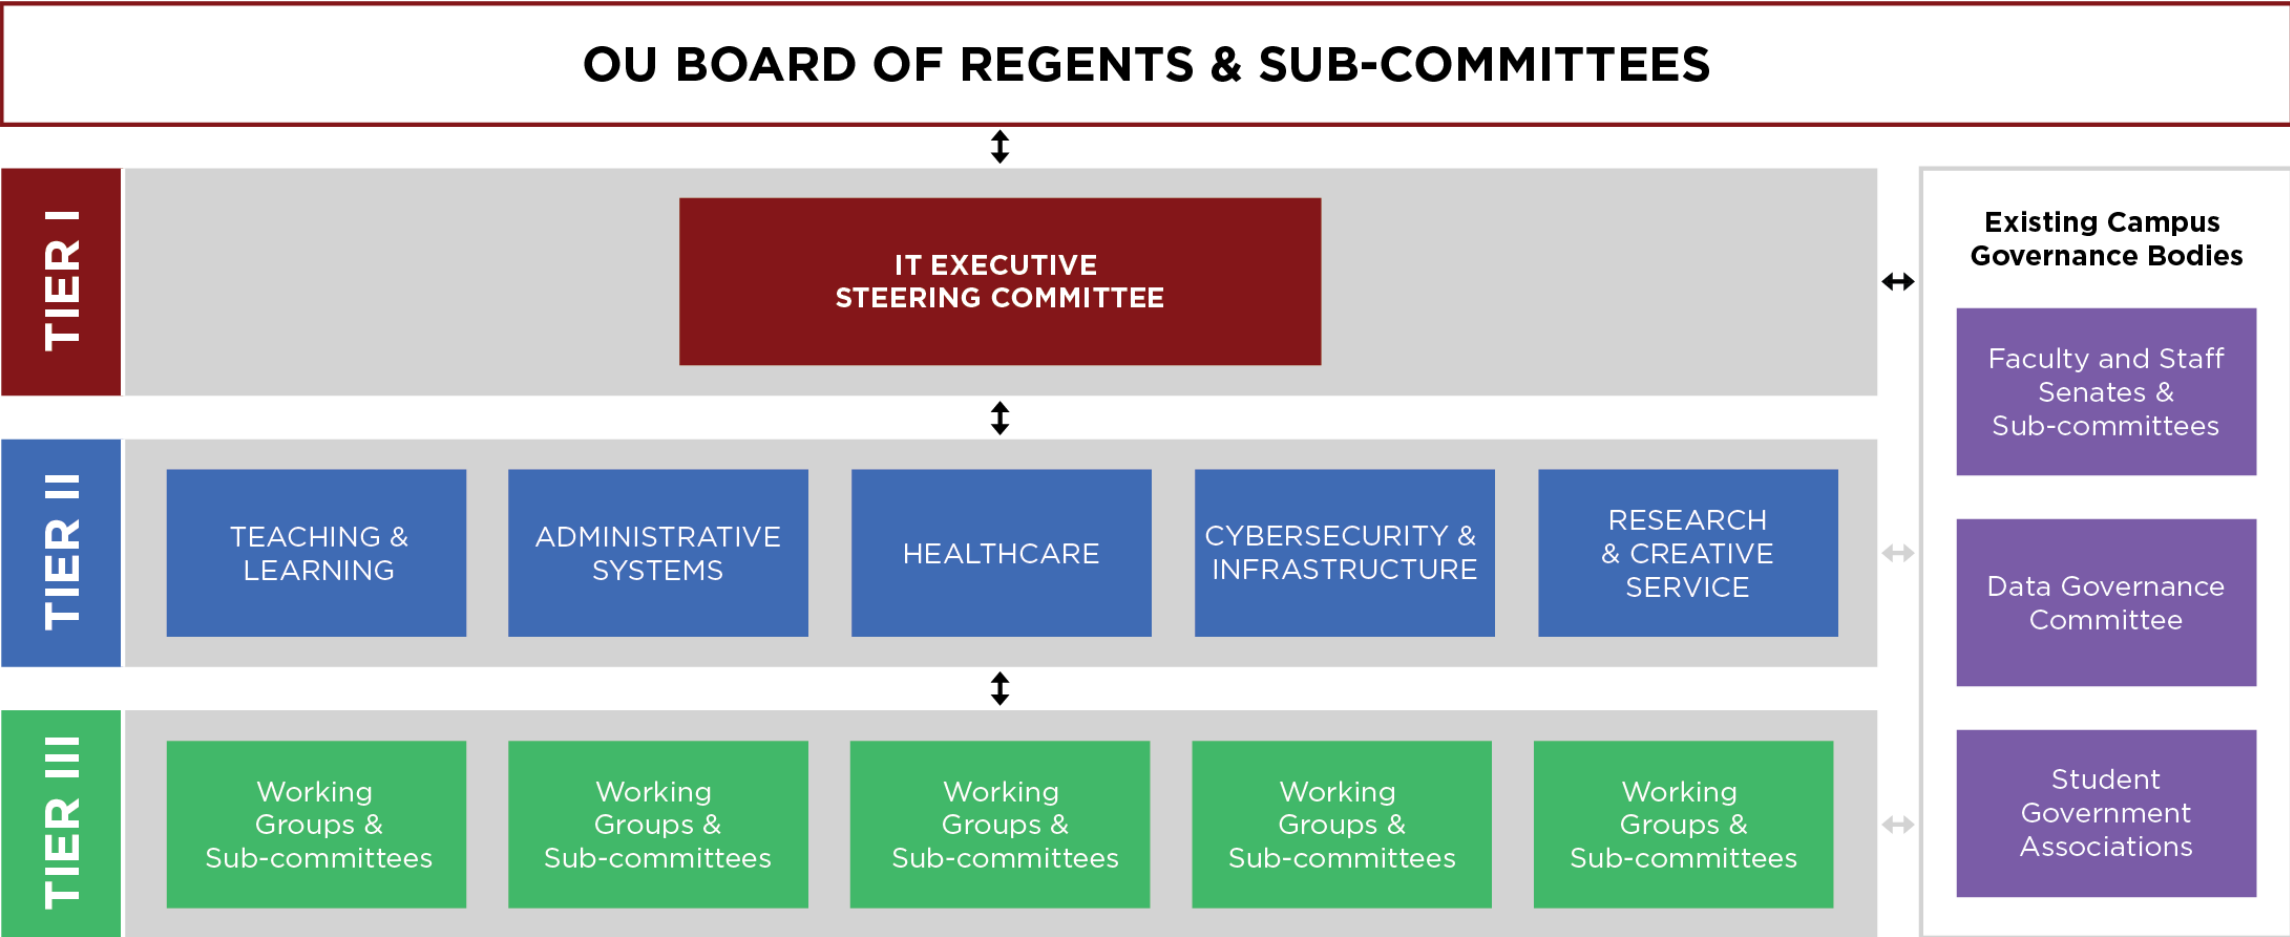 OU BOARD OF REGENTS & SUB-COMMITTEES
TIER I
IT EXECUTIVE
STEERING COMMITTEE
TIER II
TEACHING &
LEARNING
ADMINISTRATIVE
SYSTEMS
HEALTHCARE
CYBERSECURITY &
INFRASTRUCTURE
RESEARCH
& CREATIVE
SERVICE
TIER III
Working
Groups &
Sub-committees
Working
Groups &
Sub-committees
Working
Groups &
Sub-committees
Working
Groups &
Sub-committees
Working
Groups &
Sub-committees
Existing Campus
Governance Bodies
Faculty and Staff
Senates &
Sub-committees
Data Governance
Committee
Student
Government
Associations